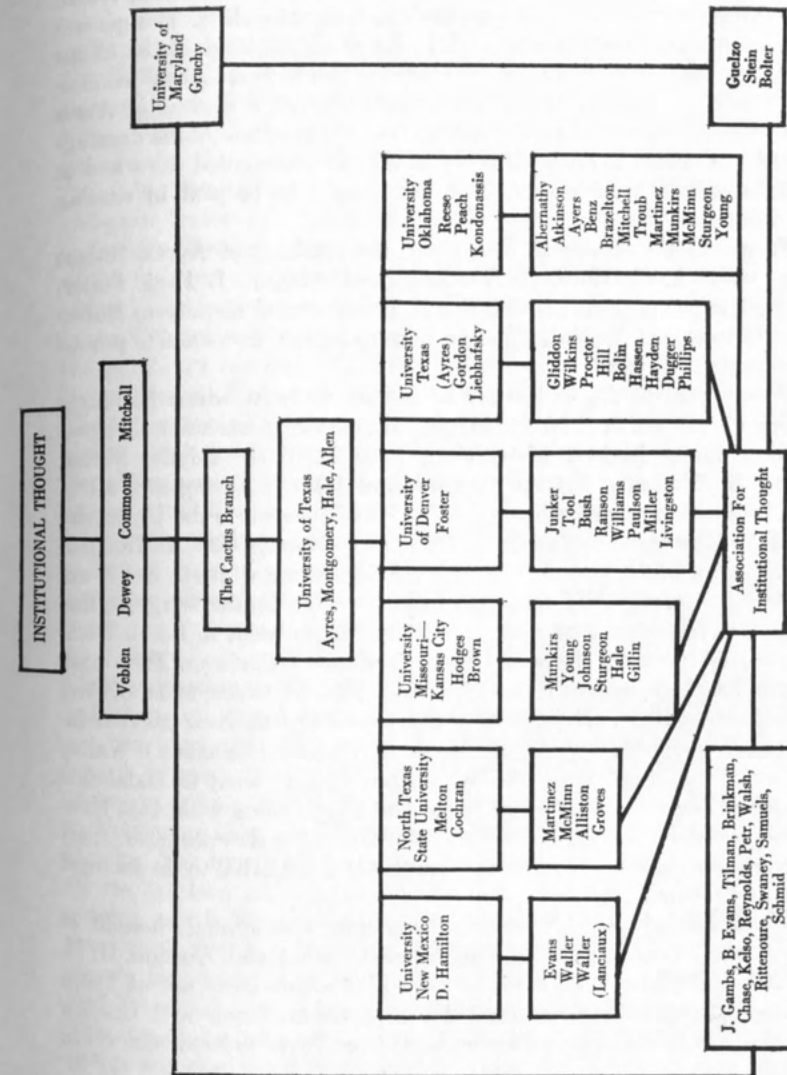 INSTITUTIONAL THOUGHT
Veblen Dewey Commons Mitchell
The Cactus Branch
University of Texas
Ayres, Montgomery, Hale, Allen
University of
Maryland
Gruchy
University
New Mexico
D. Hamilton
North Texas
State University
Melton
Cochran
University
Missouri—
Kansas City
Hodges
Brown
University
of Denver
Foster
University
Texas
(Ayres)
Gordon
Liebhafsky
University
Oklahoma
Reese
Peach
Kondonassis
Evans
Waller
Waller
(Lanciaux)
Martinez
McMinn
Alliston
Groves
Munkirs
Young
Johnson
Sturgeon
Hale
Gillin
Junker
Tool
Bush
Ranson
Williams
Paulson
Miller
Livingston
Gliddon
Wilkins
Proctor
Hill
Bolin
Hassen
Hayden
Dugger
Phillips
Abernathy
Atkinson
Ayers
Benz
Brazelton
Mitchell
Troub
Martinez
Munkirs
McMinn
Sturgeon
Young
J. Gambs, B. Evans, Tilman, Brinkman,
Chase, Kelso, Reynolds, Petr, Walsh,
Rittenoure, Swaney, Samuels,
Schmid
Association For
Institutional Thought
Guelzo
Stein
Bolter